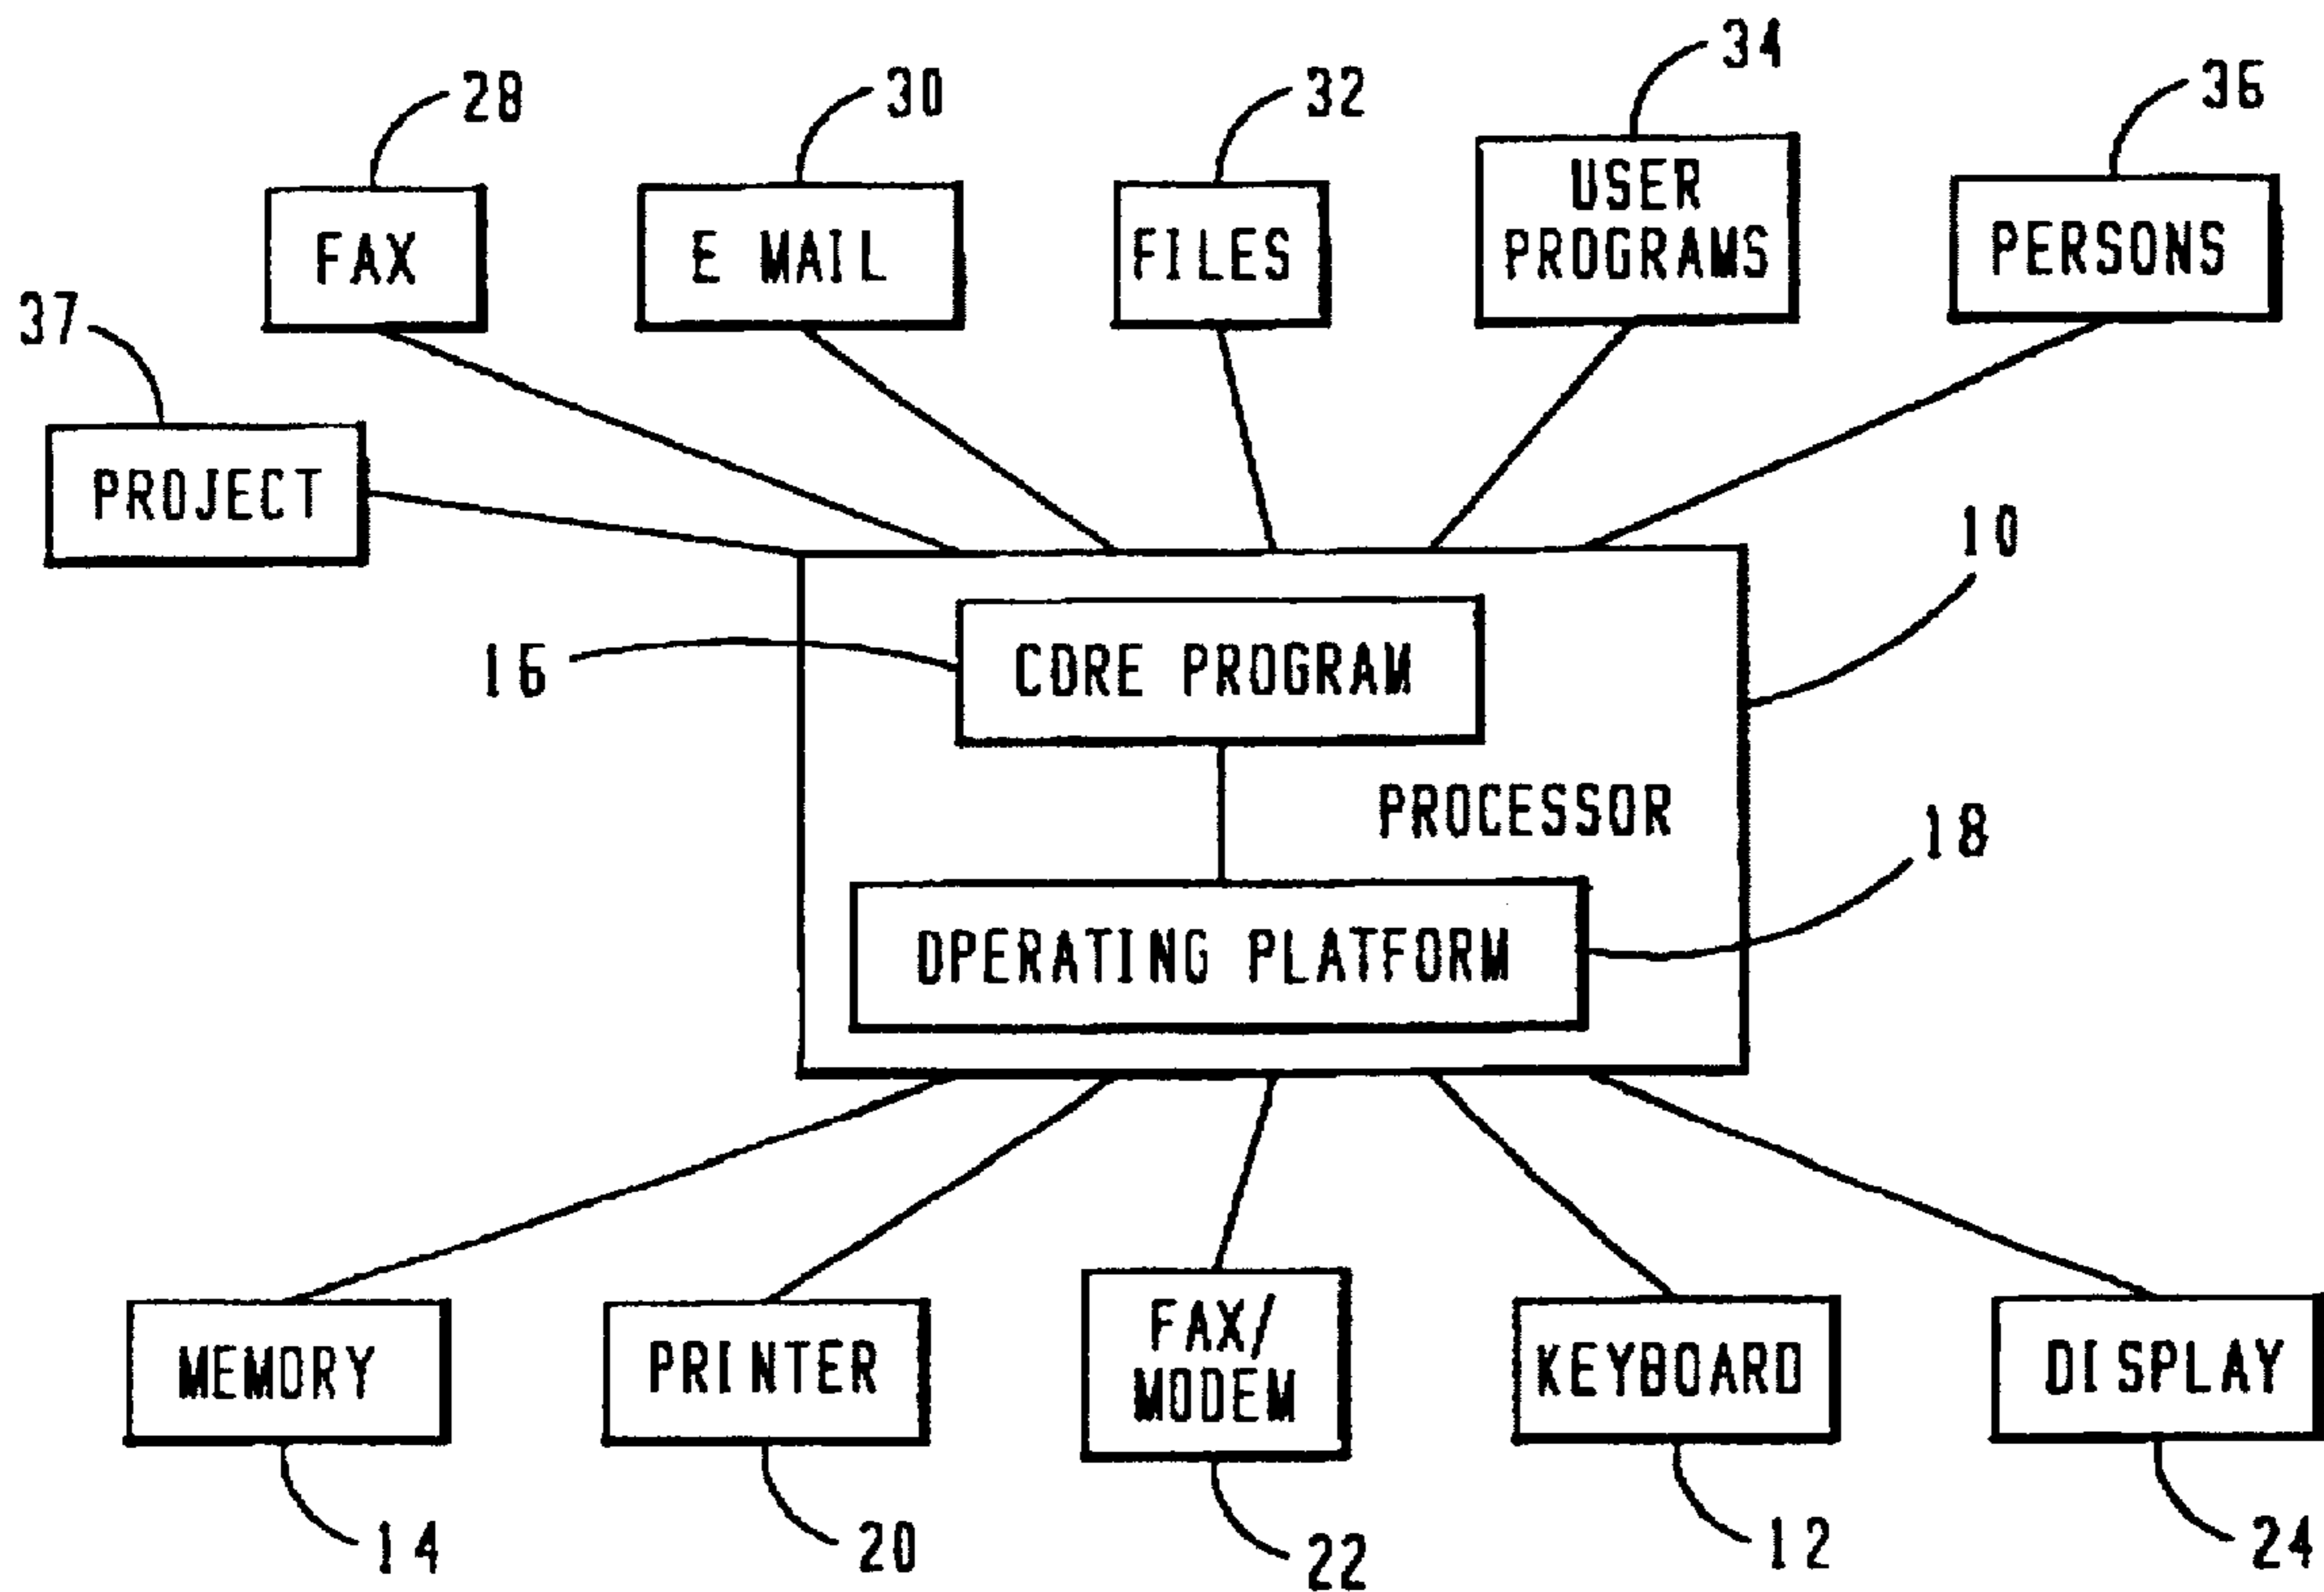 34
28
30
32
36
USER
FAX
E MAIL
FILES
PROGRAMS
PERSONS
37
PROJECT
10
16
CORE PROGRAM
PROCESSOR
18
OPERATING PLATFORM
MEMORY
PRINTER
FAX/
MODEM
KEYBOARD
DISPLAY
14
20
22
12
24